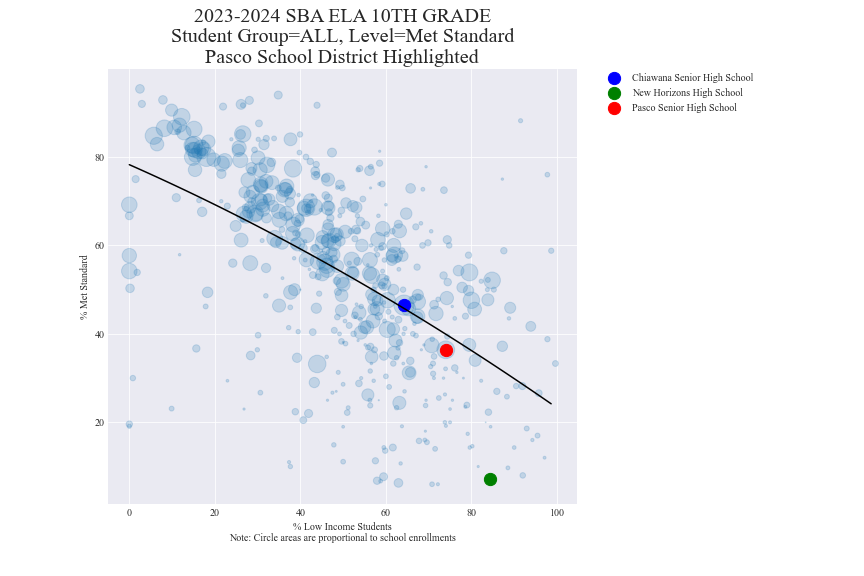 2023-2024 SBA ELA 10TH GRADE
Student Group=ALL, Level=Met Standard
Pasco School District Highlighted
Chiawana Senior High School
New Horizons High School
Pasco Senior High School
% Met Standard
80
60
40
20
0 20 40 60 80 100
% Low Income Students
Note: Circle areas are proportional to school enrollments